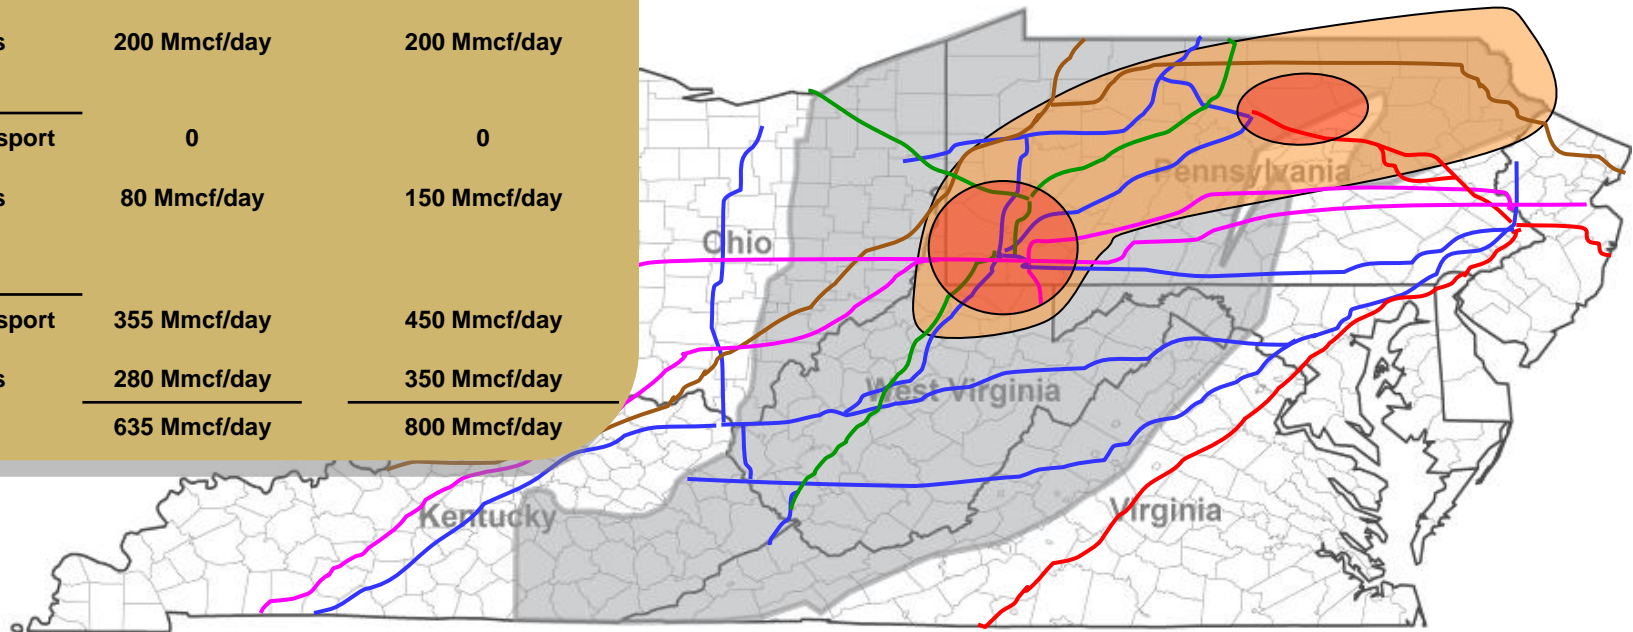 s 200 Mmcf/day 200 Mmcf/day
sport 0 0
s 80 Mmcf/day 150 Mmcf/day
sport 355 Mmcf/day 450 Mmcf/day
s 280 Mmcf/day 350 Mmcf/day
635 Mmcf/day 800 Mmcf/day
Pennsylvania
Ohio
West Virginia
Kentucky
Virginia